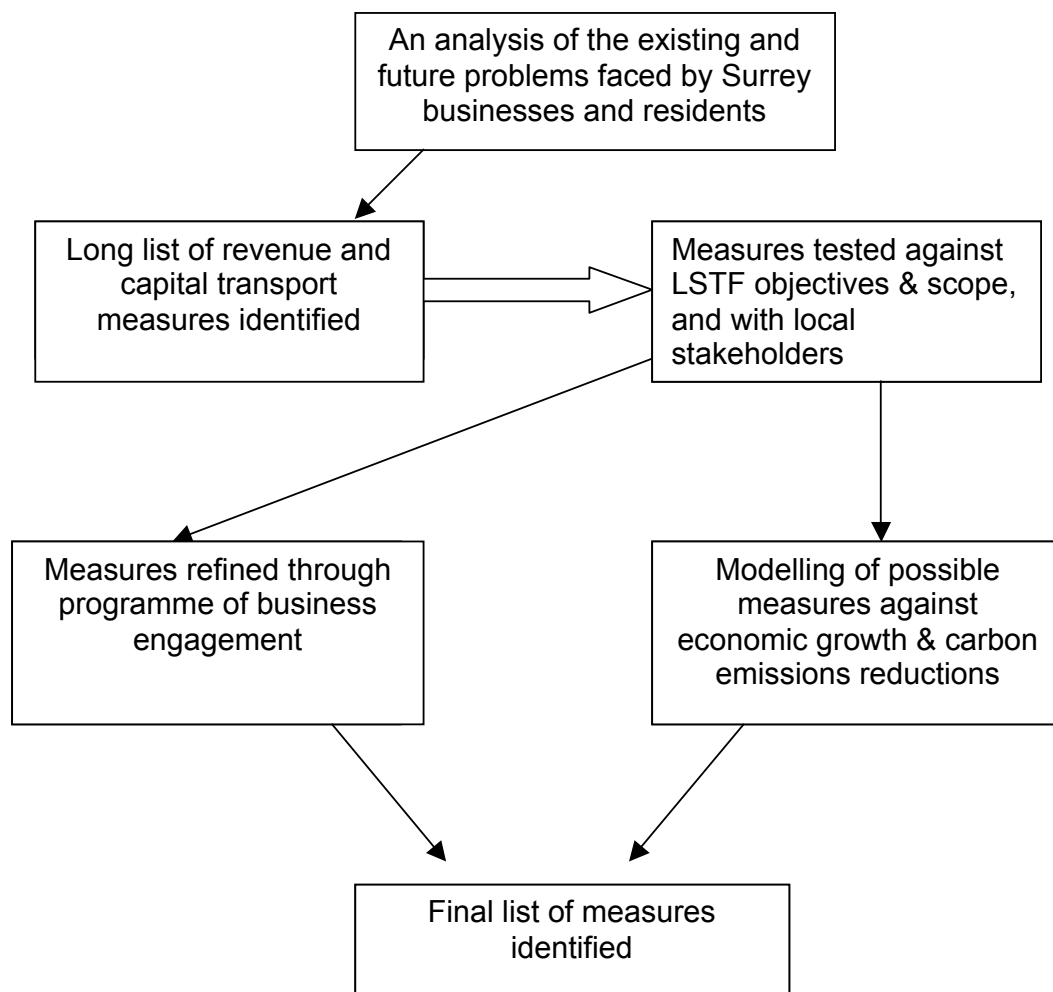 An analysis of the existing and
future problems faced by Surrey
businesses and residents
Long list of revenue and
capital transport
measures identified
Measures tested against
LSTF objectives & scope,
and with local
stakeholders
Measures refined through
programme of business
engagement
Modelling of possible
measures against
economic growth & carbon
emissions reductions
Final list of measures
identified